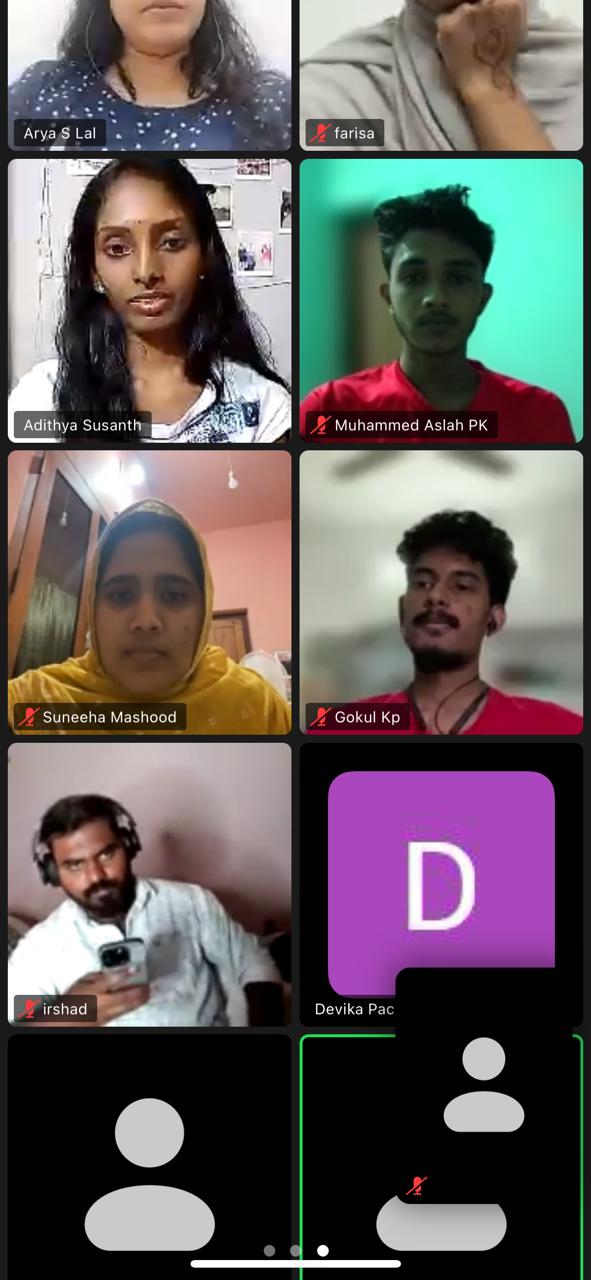 Arya S Lal
farisa
Adithya Susanth
Muhammed Aslah PK
Suneeha Mashood
Gokul Kp
irshad
D
Devika Pac